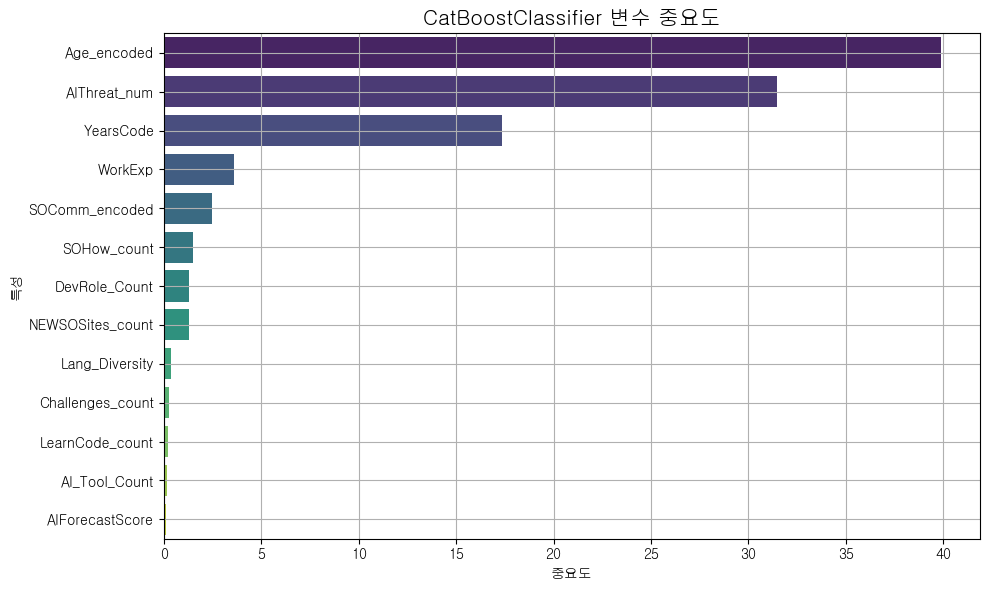 CatBoostClassifier 변수 중요도
특성
Age_encoded
AIThreat_num
YearsCode
WorkExp
SOComm_encoded
SOHow_count
DevRole_Count
NEWSOSites_count
Lang_Diversity
Challenges_count
LearnCode_count
AI_Tool_Count
AIForecastScore
0 5 10 15 20 25 30 35 40
중요도